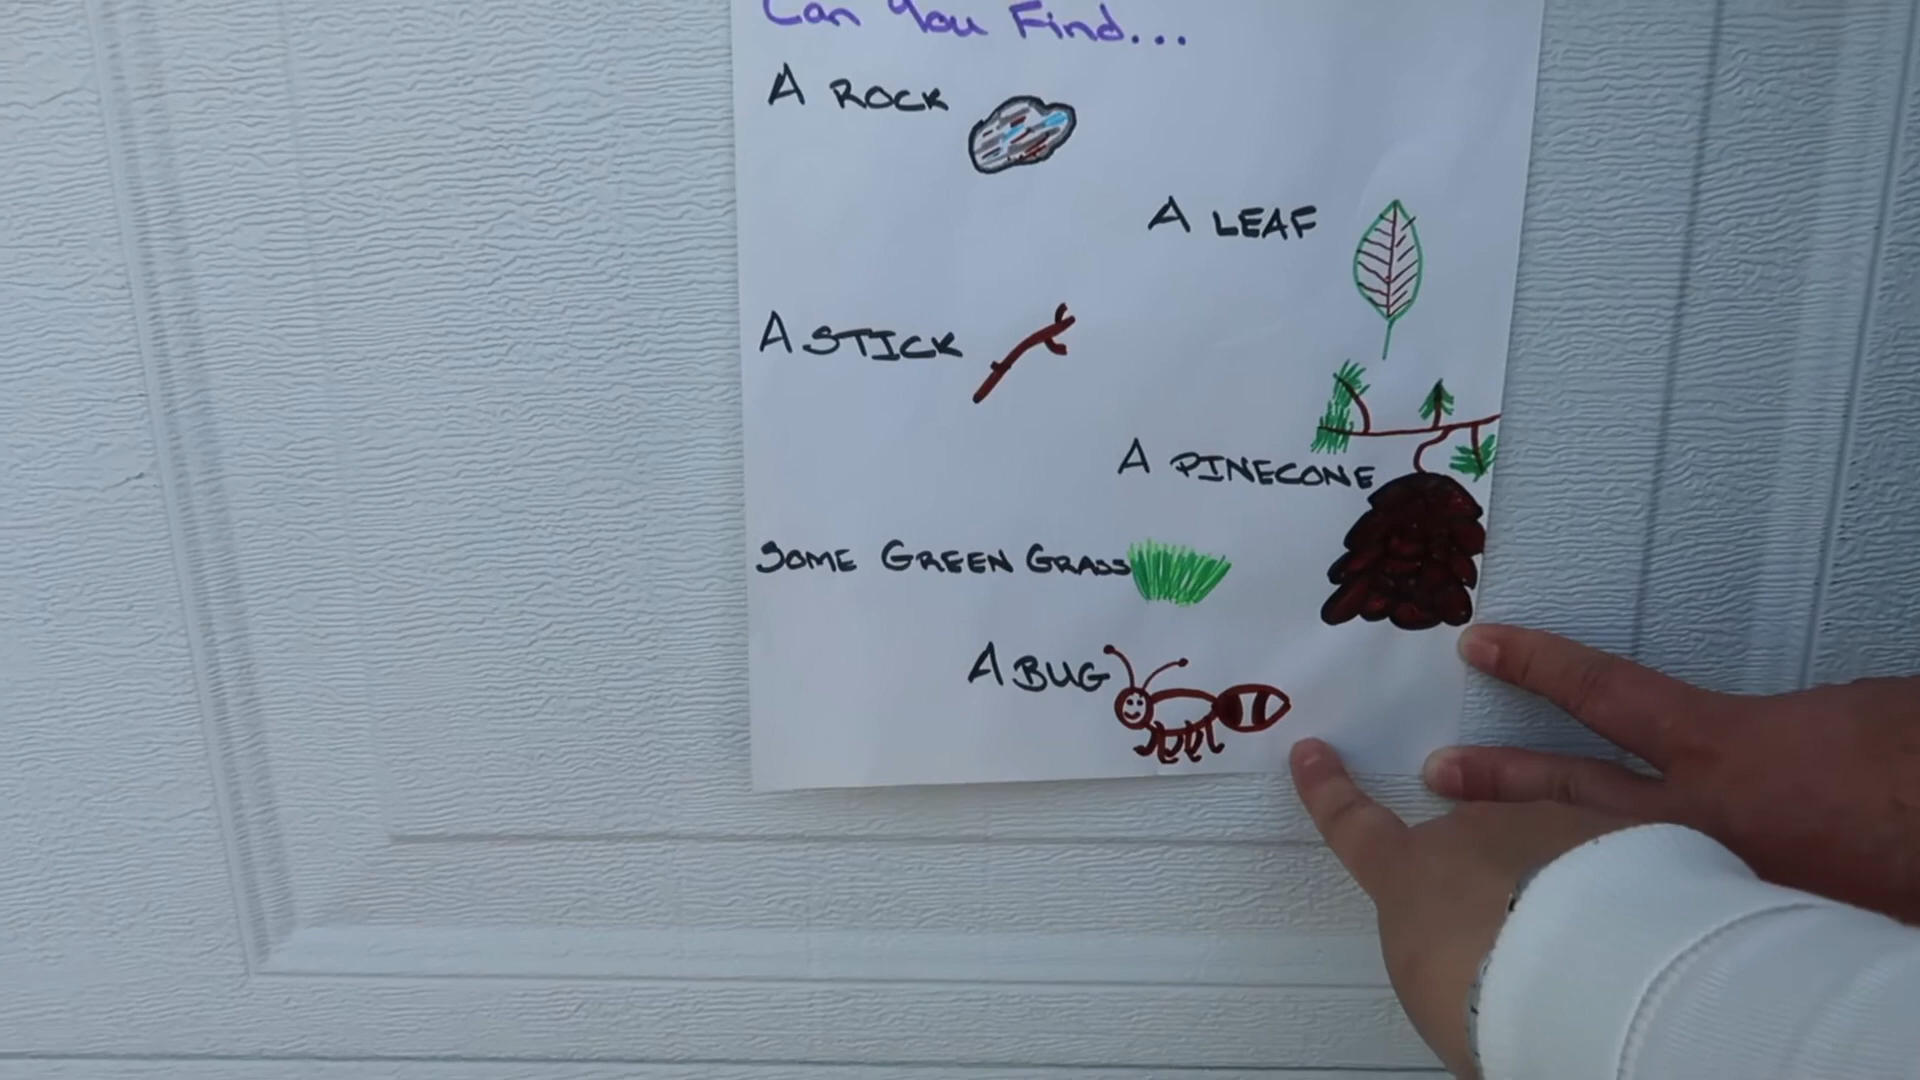 Can You Find...
A ROCK
A LEAF
A STICK
A PINECONE
SOME GREEN GRASS
A BUG